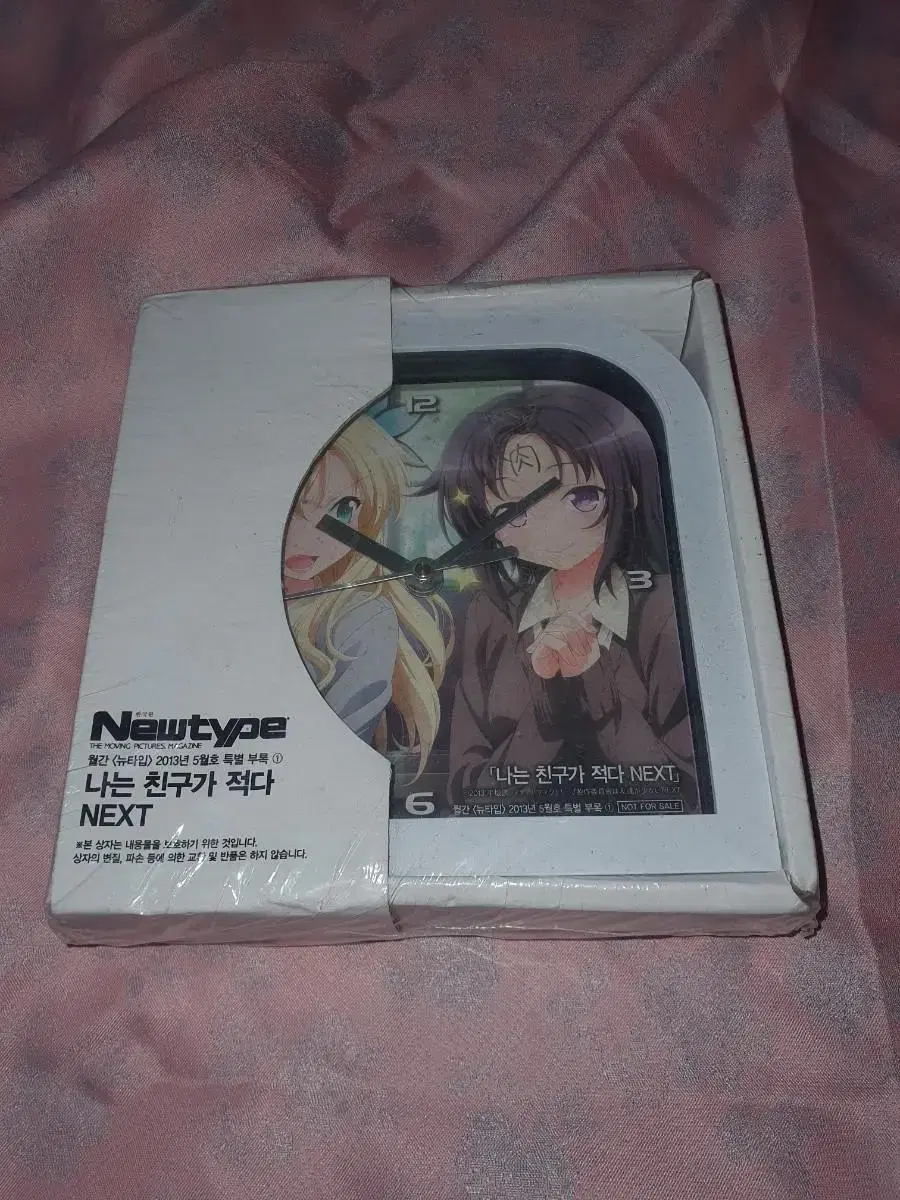 12
肉
3
한국판
Newtype
THE MOVING PICTURES, MAGAZINE
월간 <뉴타입> 2013년 5월호 특별 부록 ①
나는 친구가 적다
NEXT
※본 상자는 내용물을 보호하기 위한 것입니다.
상자의 변질, 파손 등에 의한 교환 및 반품은 하지 않습니다.
6
「나는 친구가 적다 NEXT」
월간 <뉴타입> 2013년 5월호 특별 부록 ① NOT FOR SALE